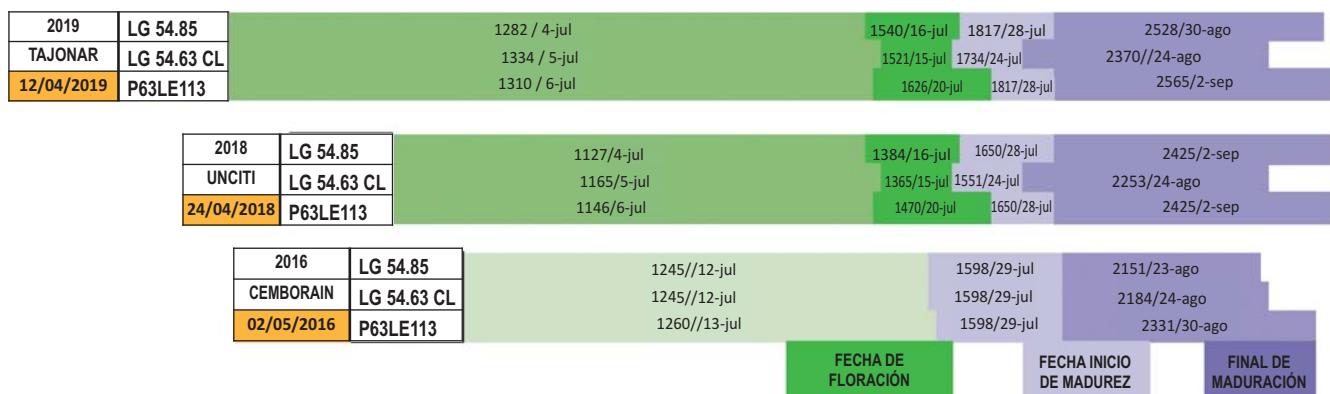 2019 LG 54.85 1282 / 4-jul 1540/16-jul 1817/28-jul 2528/30-ago
TAJONAR LG 54.63 CL 1334 / 5-jul 1521/15-jul 1734/24-jul 2370//24-ago
12/04/2019 P63LE113 1310 / 6-jul 1626/20-jul 1817/28-jul 2565/2-sep
2018 LG 54.85 1127/4-jul 1384/16-jul 1650/28-jul 2425/2-sep
UNCITI LG 54.63 CL 1165/5-jul 1365/15-jul 1551/24-jul 2253/24-ago
24/04/2018 P63LE113 1146/6-jul 1470/20-jul 1650/28-jul 2425/2-sep
2016 LG 54.85 1245//12-jul 1598/29-jul 2151/23-ago
CEMBORAIN LG 54.63 CL 1245//12-jul 1598/29-jul 2184/24-ago
02/05/2016 P63LE113 1260//13-jul 1598/29-jul 2331/30-ago
FECHA DE
FLORACIÓN
FECHA INICIO
DE MADUREZ
FINAL DE
MADURACIÓN